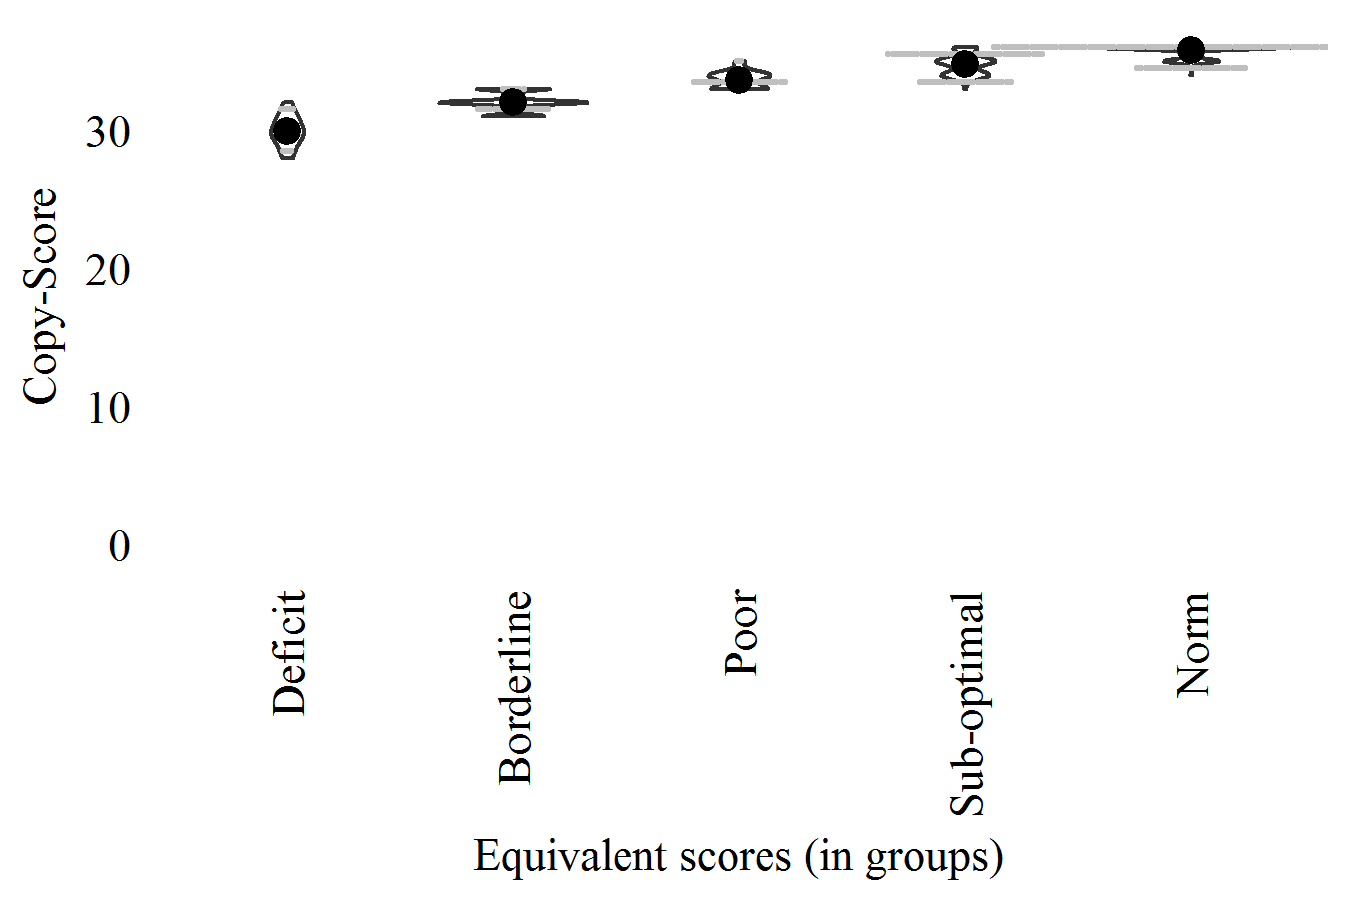 Copy-Score
30
20
10
0
Deficit
Borderline
Poor
Sub-optimal
Norm
Equivalent scores (in groups)